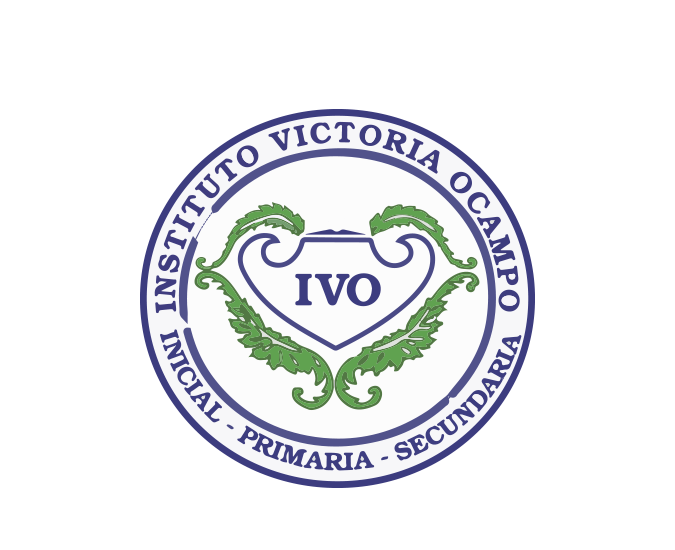 INSTITUTO VICTORIA OCAMPO
IVO
INICIAL - PRIMARIA - SECUNDARIA